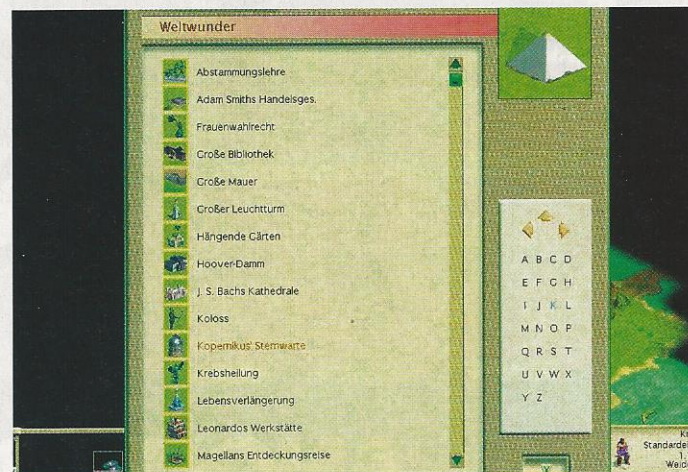 Weltwunder
Abstammungslehre
Adam Smiths Handelsges.
Frauenwahlrecht
Große Bibliothek
Große Mauer
Großer Leuchtturm
Hängende Gärten
Hoover-Damm
J. S. Bachs Kathedrale
Koloss
Kopernikus' Sternwarte
Krebsheilung
Lebensverlängerung
Leonardos Werkstätte
Magellans Entdeckungsreise
A B C D
E F G H
I J K L
M N O P
Q R S T
U V W X
Y Z
1.